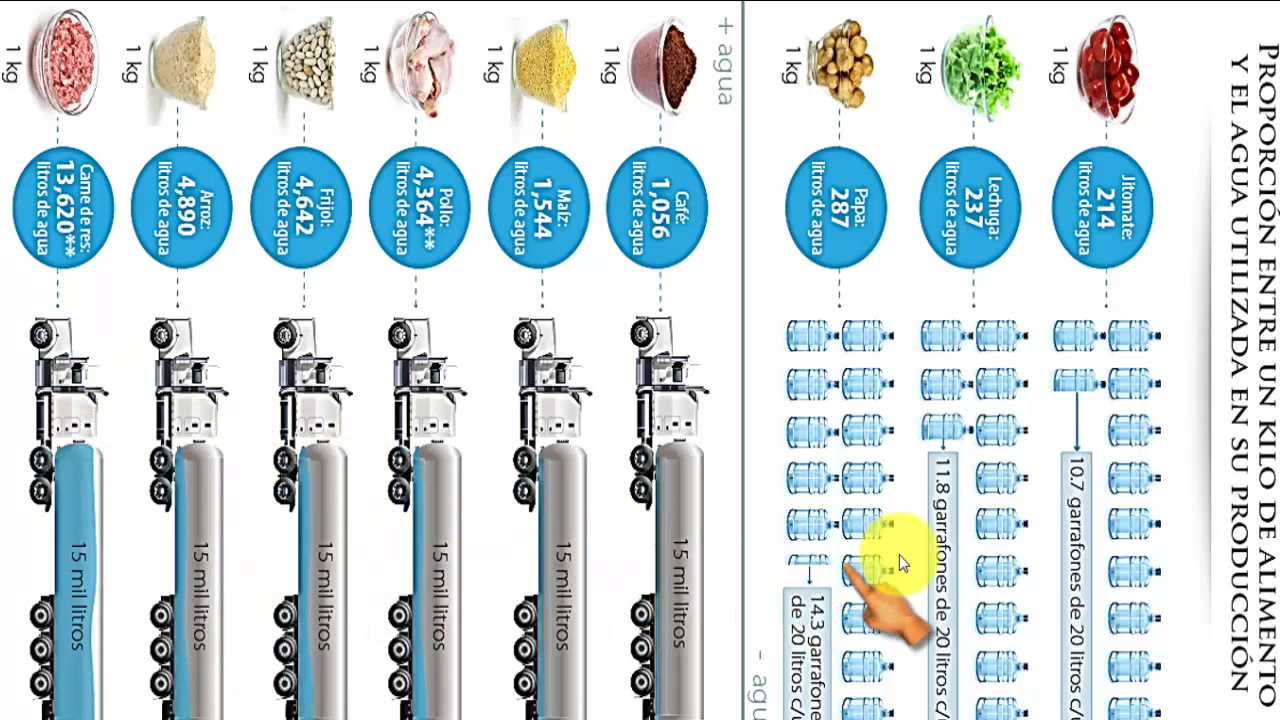 PROPORCIÓN ENTRE UN KILO DE ALIMENTO
Y EL AGUA UTILIZADA EN SU PRODUCCIÓN
1 kg
Jitomate:
214
litros de agua
10.7 garrafones de 20 litros c/
1 kg
Lechuga:
237
litros de agua
11.8 garrafones de 20 litros c/
1 kg
Papa:
287
litros de agua
14.3 garrafone
de 20 litros c/
- agu
+ agua
1 kg
Café:
1,056
litros de agua
15 mil litros
1 kg
Maíz:
1,544
litros de agua
15 mil litros
1 kg
Pollo:
4,364**
litros de agua
15 mil litros
1 kg
Frijol:
4,642
litros de agua
15 mil litros
1 kg
Arroz:
4,890
litros de agua
15 mil litros
1 kg
Carne de res:
13,620**
litros de agua
15 mil litros